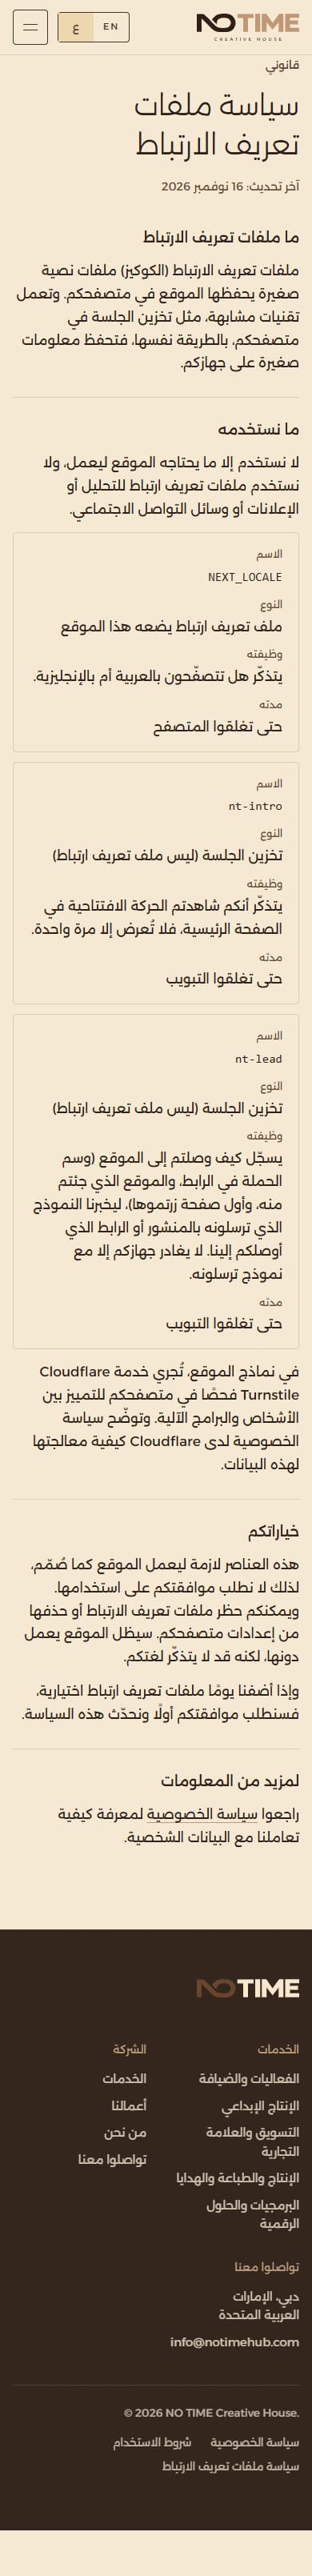 NOTIME
CREATIVE HOUSE
EN
ع
قانوني
سياسة ملفات
تعريف الارتباط
آخر تحديث: 16 نوفمبر 2026
ما ملفات تعريف الارتباط
ملفات تعريف الارتباط (الكوكيز) ملفات نصية
صغيرة يحفظها الموقع في متصفحكم. وتعمل
تقنيات مشابهة، مثل تخزين الجلسة في
متصفحكم، بالطريقة نفسها، فتحفظ معلومات
صغيرة على جهازكم.
ما نستخدمه
لا نستخدم إلا ما يحتاجه الموقع ليعمل، ولا
نستخدم ملفات تعريف ارتباط للتحليل أو
الإعلانات أو وسائل التواصل الاجتماعي.
الاسم
NEXT_LOCALE
النوع
ملف تعريف ارتباط يضعه هذا الموقع
وظيفته
يتذكّر هل تتصفّحون بالعربية أم بالإنجليزية.
مدته
حتى تغلقوا المتصفح
الاسم
nt-intro
النوع
تخزين الجلسة (ليس ملف تعريف ارتباط)
وظيفته
يتذكّر أنكم شاهدتم الحركة الافتتاحية في
الصفحة الرئيسية، فلا تُعرض إلا مرة واحدة.
مدته
حتى تغلقوا التبويب
الاسم
nt-lead
النوع
تخزين الجلسة (ليس ملف تعريف ارتباط)
وظيفته
يسجّل كيف وصلتم إلى الموقع (وسم
الحملة في الرابط، والموقع الذي جئتم
منه، وأول صفحة زرتموها)، ليخبرنا النموذج
الذي ترسلونه بالمنشور أو الرابط الذي
أوصلكم إلينا. لا يغادر جهازكم إلا مع
نموذج ترسلونه.
مدته
حتى تغلقوا التبويب
في نماذج الموقع، تُجري خدمة Cloudflare
Turnstile فحصًا في متصفحكم للتمييز بين
الأشخاص والبرامج الآلية. وتوضّح سياسة
الخصوصية لدى Cloudflare كيفية معالجتها
لهذه البيانات.
خياراتكم
هذه العناصر لازمة ليعمل الموقع كما صُمّم،
لذلك لا نطلب موافقتكم على استخدامها.
ويمكنكم حظر ملفات تعريف الارتباط أو حذفها
من إعدادات متصفحكم. سيظل الموقع يعمل
دونها، لكنه قد لا يتذكّر لغتكم.
وإذا أضفنا يومًا ملفات تعريف ارتباط اختيارية،
فسنطلب موافقتكم أولًا ونحدّث هذه السياسة.
لمزيد من المعلومات
راجعوا سياسة الخصوصية لمعرفة كيفية
تعاملنا مع البيانات الشخصية.
NOTIME
الخدمات
الفعاليات والضيافة
الإنتاج الإبداعي
التسويق والعلامة
التجارية
الإنتاج والطباعة والهدايا
البرمجيات والحلول
الرقمية
الشركة
الخدمات
أعمالنا
من نحن
تواصلوا معنا
تواصلوا معنا
دبي، الإمارات
العربية المتحدة
info@notimehub.com
© 2026 NO TIME Creative House.
سياسة الخصوصية
شروط الاستخدام
سياسة ملفات تعريف الارتباط